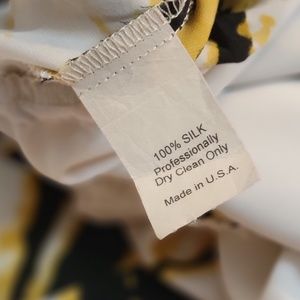 100% SILK
Professionally
Dry Clean Only
Made in U.S.A.